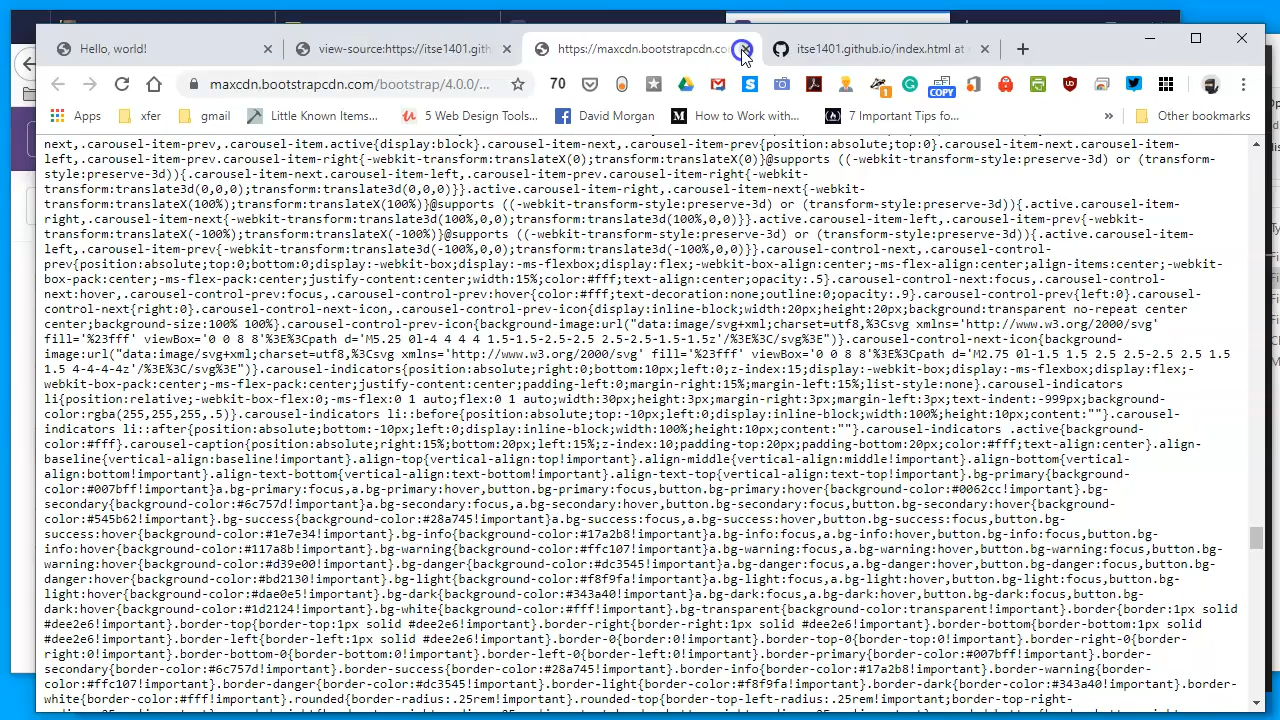 Hello, world!
view-source:https://itse1401.gith
https://maxcdn.bootstrapcdn.co
itse1401.github.io/index.html at
maxcdn.bootstrapcdn.com/bootstrap/4.0.0/...
70
1
COPY
Apps
xfer
gmail
Little Known Items...
5 Web Design Tools...
David Morgan
How to Work With...
7 Important Tips fo...
»
Other bookmarks
next,.carousel-item-prev,.carousel-item.active{display:block}.carousel-item-next,.carousel-item-prev{position:absolute;top:0}.carousel-item-next.carousel-item-
left,.carousel-item-prev.carousel-item-right{-webkit-transform:translateX(0);transform:translateX(0)}@supports ((-webkit-transform-style:preserve-3d) or (transform-
style:preserve-3d)){.carousel-item-next.carousel-item-left,.carousel-item-prev.carousel-item-right{-webkit-
transform:translate3d(0,0,0);transform:translate3d(0,0,0)}}.active.carousel-item-right,.carousel-item-next{-webkit-
transform:translateX(100%);transform:translateX(100%)}@supports ((-webkit-transform-style:preserve-3d) or (transform-style:preserve-3d)){.active.carousel-item-
right,.carousel-item-next{-webkit-transform:translate3d(100%,0,0);transform:translate3d(100%,0,0)}}.active.carousel-item-left,.carousel-item-prev{-webkit-
transform:translateX(-100%);transform:translateX(-100%)}@supports ((-webkit-transform-style:preserve-3d) or (transform-style:preserve-3d)){.active.carousel-item-
left,.carousel-item-prev{-webkit-transform:translate3d(-100%,0,0);transform:translate3d(-100%,0,0)}}.carousel-control-next,.carousel-control-
prev{position:absolute;top:0;bottom:0;display:-webkit-box;display:-ms-flexbox;display:flex;-webkit-box-align:center;-ms-flex-align:center;align-items:center;-webkit-
box-pack:center;-ms-flex-pack:center;justify-content:center;width:15%;color:#fff;text-align:center;opacity:.5}.carousel-control-next:focus,.carousel-control-
next:hover,.carousel-control-prev:focus,.carousel-control-prev:hover{color:#fff;text-decoration:none;outline:0;opacity:.9}.carousel-control-prev{left:0}.carousel-
control-next{right:0}.carousel-control-next-icon,.carousel-control-prev-icon{display:inline-block;width:20px;height:20px;background:transparent no-repeat center
center;background-size:100% 100%}.carousel-control-prev-icon{background-image:url("data:image/svg+xml;charset=utf8,%3Csvg xmlns='http://www.w3.org/2000/svg'
fill='%23fff' viewBox='0 0 8 8'%3E%3Cpath d='M5.25 0l-4 4 4 4 1.5-1.5-2.5-2.5 2.5-2.5-1.5-1.5z'/%3E%3C/svg%3E")}.carousel-control-next-icon{background-
image:url("data:image/svg+xml;charset=utf8,%3Csvg xmlns='http://www.w3.org/2000/svg' fill='%23fff' viewBox='0 0 8 8'%3E%3Cpath d='M2.75 0l-1.5 1.5 2.5 2.5-2.5 2.5 1.5
1.5 4-4-4-4z'/%3E%3C/svg%3E")}.carousel-indicators{position:absolute;right:0;bottom:10px;left:0;z-index:15;display:-webkit-box;display:-ms-flexbox;display:flex;-
webkit-box-pack:center;-ms-flex-pack:center;justify-content:center;padding-left:0;margin-right:15%;margin-left:15%;list-style:none}.carousel-indicators
li{position:relative;-webkit-box-flex:0;-ms-flex:0 1 auto;flex:0 1 auto;width:30px;height:3px;margin-right:3px;margin-left:3px;text-indent:-999px;background-
color:rgba(255,255,255,.5)}.carousel-indicators li::before{position:absolute;top:-10px;left:0;display:inline-block;width:100%;height:10px;content:""}.carousel-
indicators li::after{position:absolute;bottom:-10px;left:0;display:inline-block;width:100%;height:10px;content:""}.carousel-indicators .active{background-
color:#fff}.carousel-caption{position:absolute;right:15%;bottom:20px;left:15%;z-index:10;padding-top:20px;padding-bottom:20px;color:#fff;text-align:center}.align-
baseline{vertical-align:baseline!important}.align-top{vertical-align:top!important}.align-middle{vertical-align:middle!important}.align-bottom{vertical-
align:bottom!important}.align-text-bottom{vertical-align:text-bottom!important}.align-text-top{vertical-align:text-top!important}.bg-primary{background-
color:#007bff!important}a.bg-primary:focus,a.bg-primary:hover,button.bg-primary:focus,button.bg-primary:hover{background-color:#0062cc!important}.bg-
secondary{background-color:#6c757d!important}a.bg-secondary:focus,a.bg-secondary:hover,button.bg-secondary:focus,button.bg-secondary:hover{background-
color:#545b62!important}.bg-success{background-color:#28a745!important}a.bg-success:focus,a.bg-success:hover,button.bg-success:focus,button.bg-
success:hover{background-color:#1e7e34!important}.bg-info{background-color:#17a2b8!important}a.bg-info:focus,a.bg-info:hover,button.bg-info:focus,button.bg-
info:hover{background-color:#117a8b!important}.bg-warning{background-color:#ffc107!important}a.bg-warning:focus,a.bg-warning:hover,button.bg-warning:focus,button.bg-
warning:hover{background-color:#d39e00!important}.bg-danger{background-color:#dc3545!important}a.bg-danger:focus,a.bg-danger:hover,button.bg-danger:focus,button.bg-
danger:hover{background-color:#bd2130!important}.bg-light{background-color:#f8f9fa!important}a.bg-light:focus,a.bg-light:hover,button.bg-light:focus,button.bg-
light:hover{background-color:#dae0e5!important}.bg-dark{background-color:#343a40!important}a.bg-dark:focus,a.bg-dark:hover,button.bg-dark:focus,button.bg-
dark:hover{background-color:#1d2124!important}.bg-white{background-color:#fff!important}.bg-transparent{background-color:transparent!important}.border{border:1px solid
#dee2e6!important}.border-top{border-top:1px solid #dee2e6!important}.border-right{border-right:1px solid #dee2e6!important}.border-bottom{border-bottom:1px solid
#dee2e6!important}.border-left{border-left:1px solid #dee2e6!important}.border-0{border:0!important}.border-top-0{border-top:0!important}.border-right-0{border-
right:0!important}.border-bottom-0{border-bottom:0!important}.border-left-0{border-left:0!important}.border-primary{border-color:#007bff!important}.border-
secondary{border-color:#6c757d!important}.border-success{border-color:#28a745!important}.border-info{border-color:#17a2b8!important}.border-warning{border-
color:#ffc107!important}.border-danger{border-color:#dc3545!important}.border-light{border-color:#f8f9fa!important}.border-dark{border-color:#343a40!important}.border-
white{border-color:#fff!important}.rounded{border-radius:.25rem!important}.rounded-top{border-top-left-radius:.25rem!important;border-top-right-